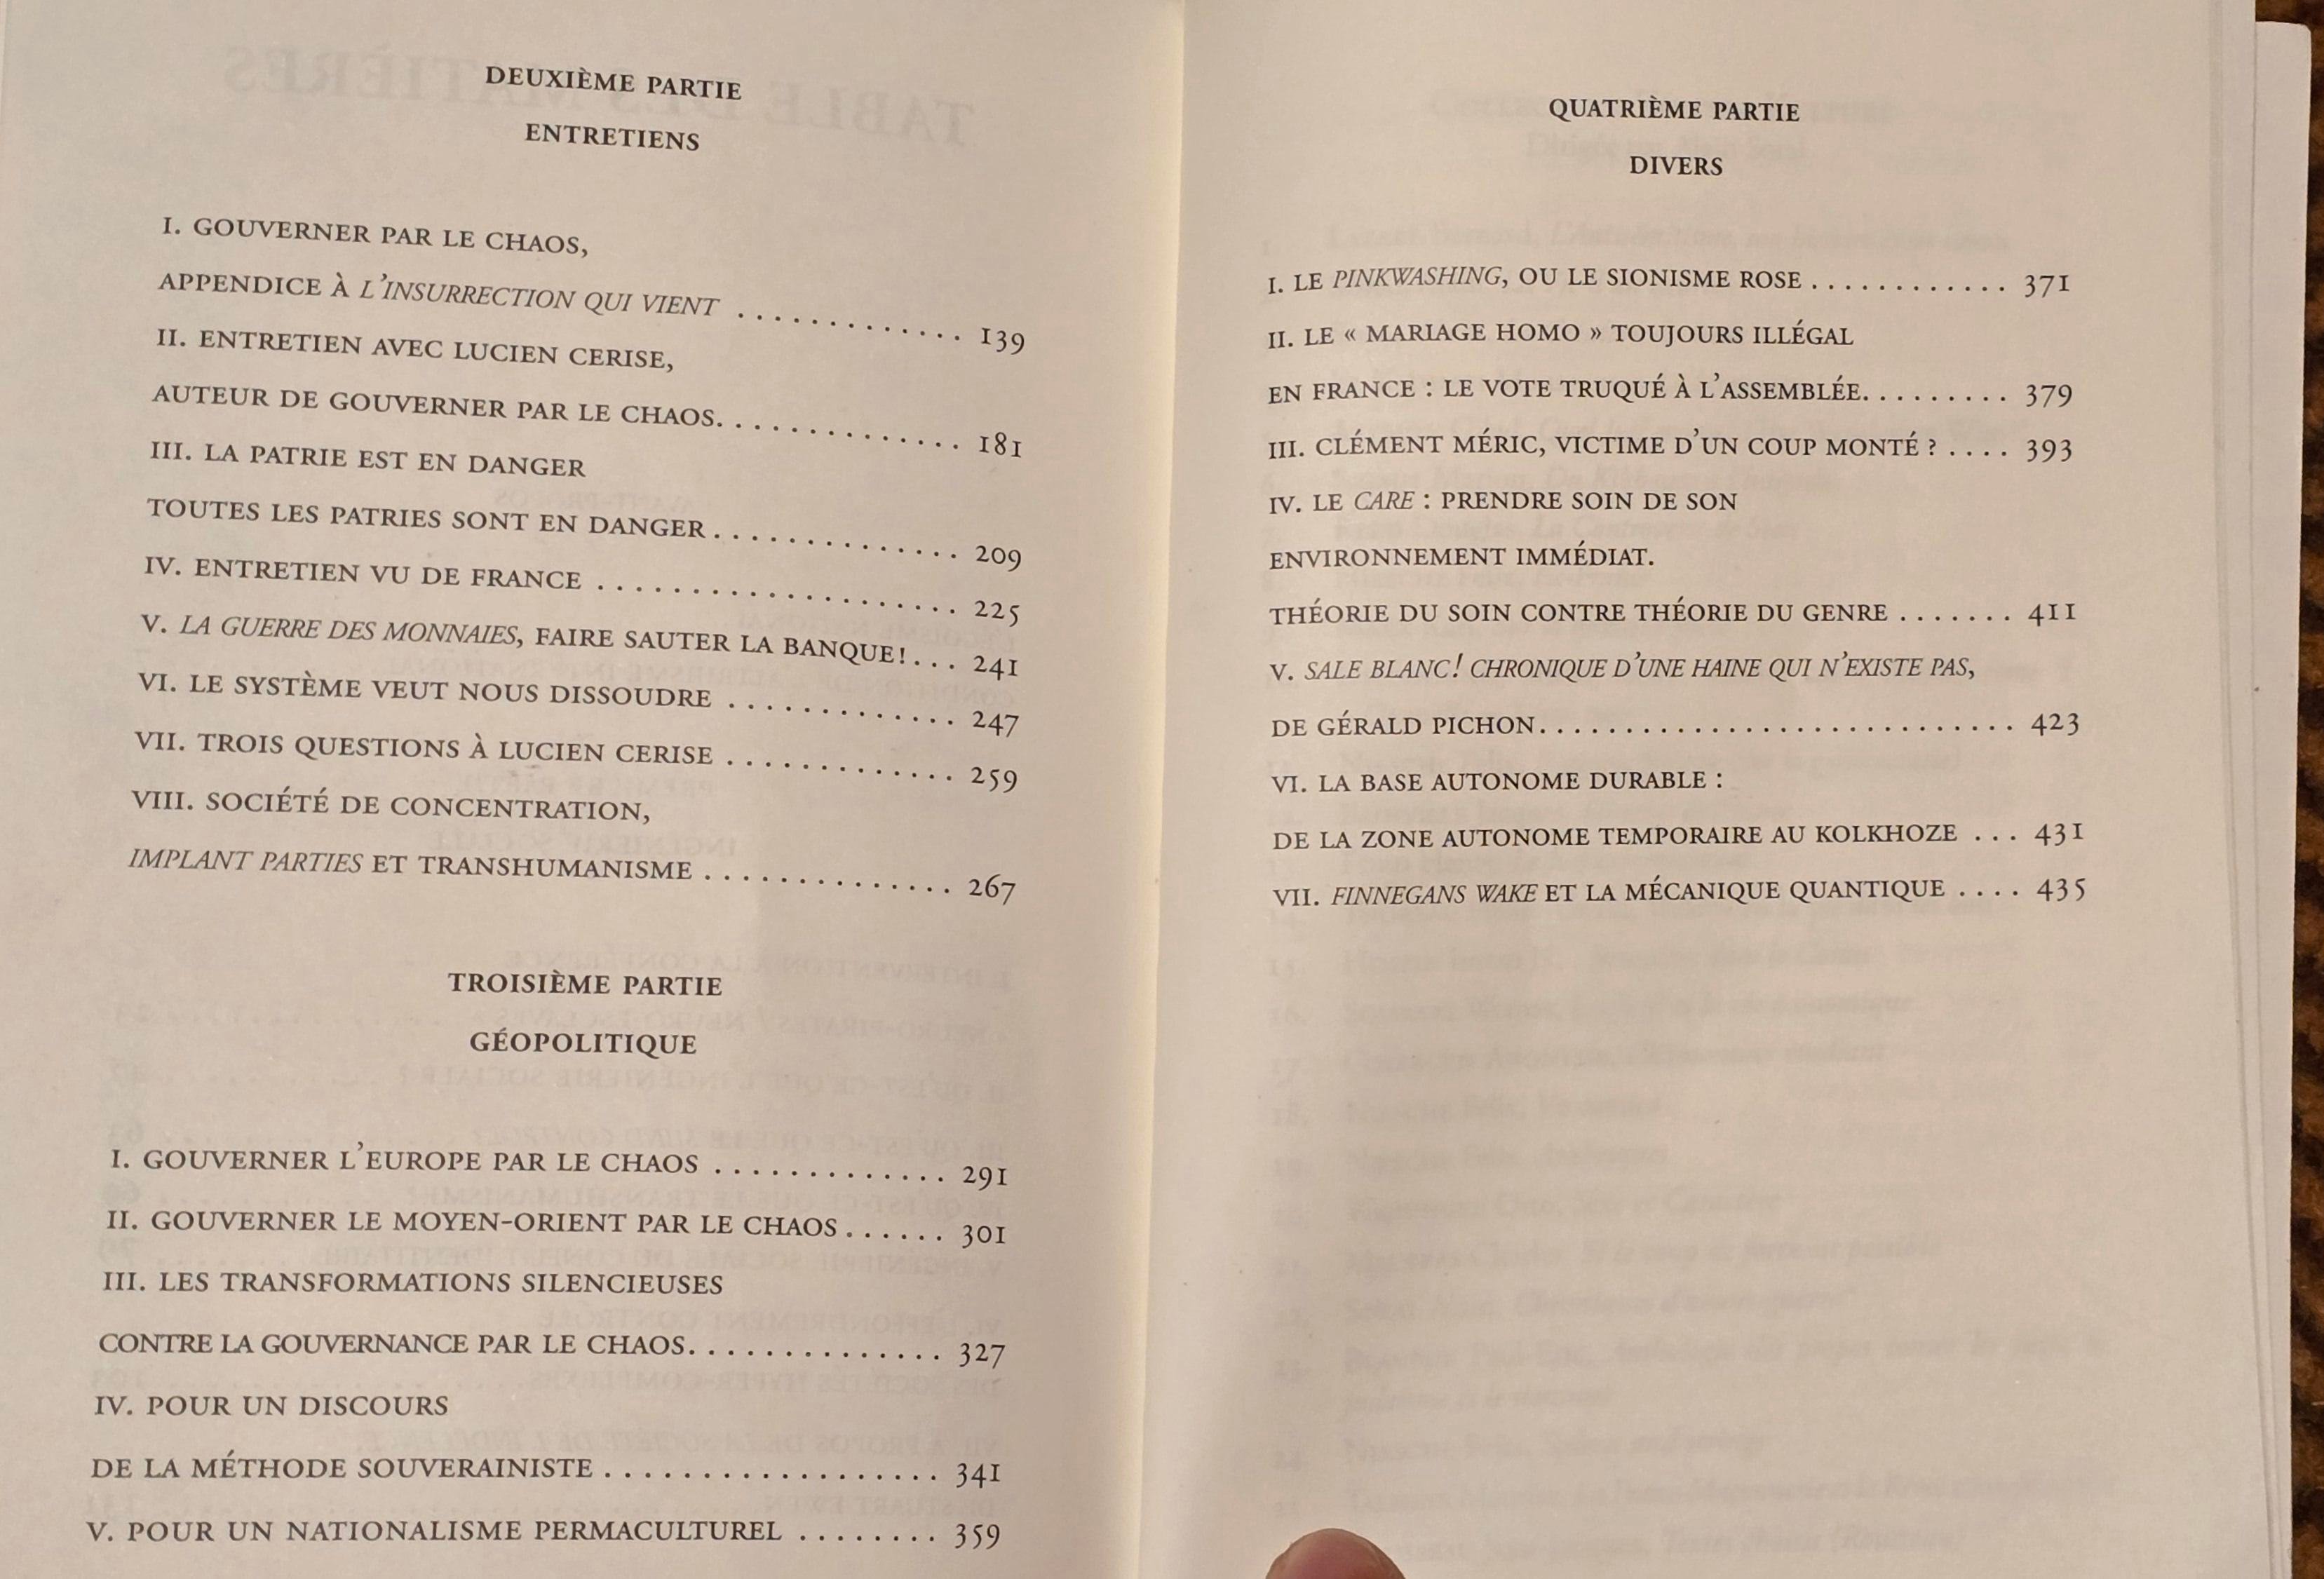 DEUXIÈME PARTIE
ENTRETIENS
I. GOUVERNER PAR LE CHAOS,
APPENDICE À L'INSURRECTION QUI VIENT ............. 139
II. ENTRETIEN AVEC LUCIEN CERISE,
AUTEUR DE GOUVERNER PAR LE CHAOS.............. 181
III. LA PATRIE EST EN DANGER
TOUTES LES PATRIES SONT EN DANGER.............. 209
IV. ENTRETIEN VU DE FRANCE .................... 225
V. LA GUERRE DES MONNAIES, FAIRE SAUTER LA BANQUE!... 241
VI. LE SYSTÈME VEUT NOUS DISSOUDRE ............. 247
VII. TROIS QUESTIONS À LUCIEN CERISE ............. 259
VIII. SOCIÉTÉ DE CONCENTRATION,
IMPLANT PARTIES ET TRANSHUMANISME .............. 267
TROISIÈME PARTIE
GÉOPOLITIQUE
I. GOUVERNER L'EUROPE PAR LE CHAOS ............. 291
II. GOUVERNER LE MOYEN-ORIENT PAR LE CHAOS...... 301
III. LES TRANSFORMATIONS SILENCIEUSES
CONTRE LA GOUVERNANCE PAR LE CHAOS.............. 327
IV. POUR UN DISCOURS
DE LA MÉTHODE SOUVERAINISTE................... 341
V. POUR UN NATIONALISME PERMACULTUREL ........ 359
QUATRIÈME PARTIE
DIVERS
I. LE PINKWASHING, OU LE SIONISME ROSE ............ 371
II. LE « MARIAGE HOMO » TOUJOURS ILLÉGAL
EN FRANCE : LE VOTE TRUQUÉ À L'ASSEMBLÉE......... 379
III. CLÉMENT MÉRIC, VICTIME D'UN COUP MONTÉ ? .... 393
IV. LE CARE : PRENDRE SOIN DE SON
ENVIRONNEMENT IMMÉDIAT.
THÉORIE DU SOIN CONTRE THÉORIE DU GENRE ....... 411
V. SALE BLANC! CHRONIQUE D'UNE HAINE QUI N'EXISTE PAS,
DE GÉRALD PICHON............................. 423
VI. LA BASE AUTONOME DURABLE :
DE LA ZONE AUTONOME TEMPORAIRE AU KOLKHOZE ... 431
VII. FINNEGANS WAKE ET LA MÉCANIQUE QUANTIQUE .... 435